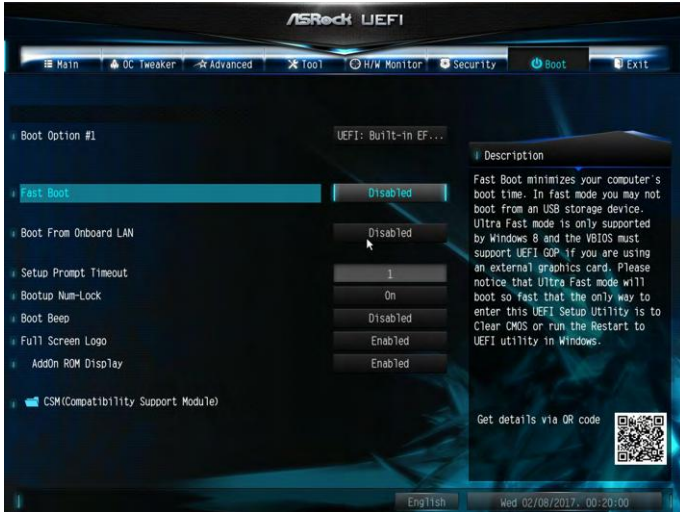 ASRock UEFI
Main OC Tweaker Advanced Tool H/W Monitor Security Boot Exit
Boot Option #1 UEFI: Built-in EF...
Fast Boot Disabled
Boot From Onboard LAN Disabled
Setup Prompt Timeout 1
Bootup Num-Lock On
Boot Beep Disabled
Full Screen Logo Enabled
AddOn ROM Display Enabled
CSM(Compatibility Support Module)
Description
Fast Boot minimizes your computer's
boot time. In fast mode you may not
boot from an USB storage device.
Ultra Fast mode is only supported
by Windows 8 and the VBIOS must
support UEFI GOP if you are using
an external graphics card. Please
notice that Ultra Fast mode will
boot so fast that the only way to
enter this UEFI Setup Utility is to
Clear CMOS or run the Restart to
UEFI utility in Windows.
Get details via QR code
English Wed 02/08/2017. 00:20:00